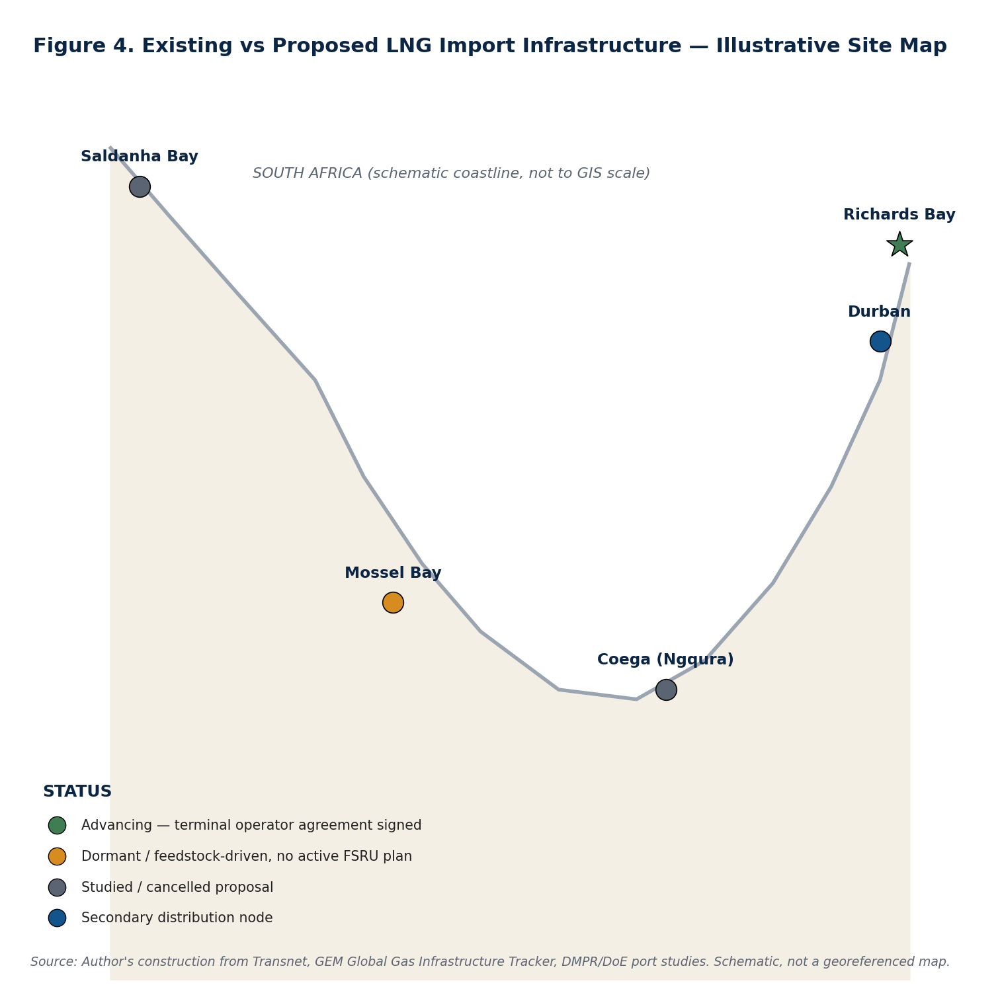 Figure 4. Existing vs Proposed LNG Import Infrastructure — Illustrative Site Map
Saldanha Bay
SOUTH AFRICA (schematic coastline, not to GIS scale)
Richards Bay
Durban
Mossel Bay
Coega (Ngqura)
STATUS
Advancing — terminal operator agreement signed
Dormant / feedstock-driven, no active FSRU plan
Studied / cancelled proposal
Secondary distribution node
Source: Author's construction from Transnet, GEM Global Gas Infrastructure Tracker, DMPR/DoE port studies. Schematic, not a georeferenced map.